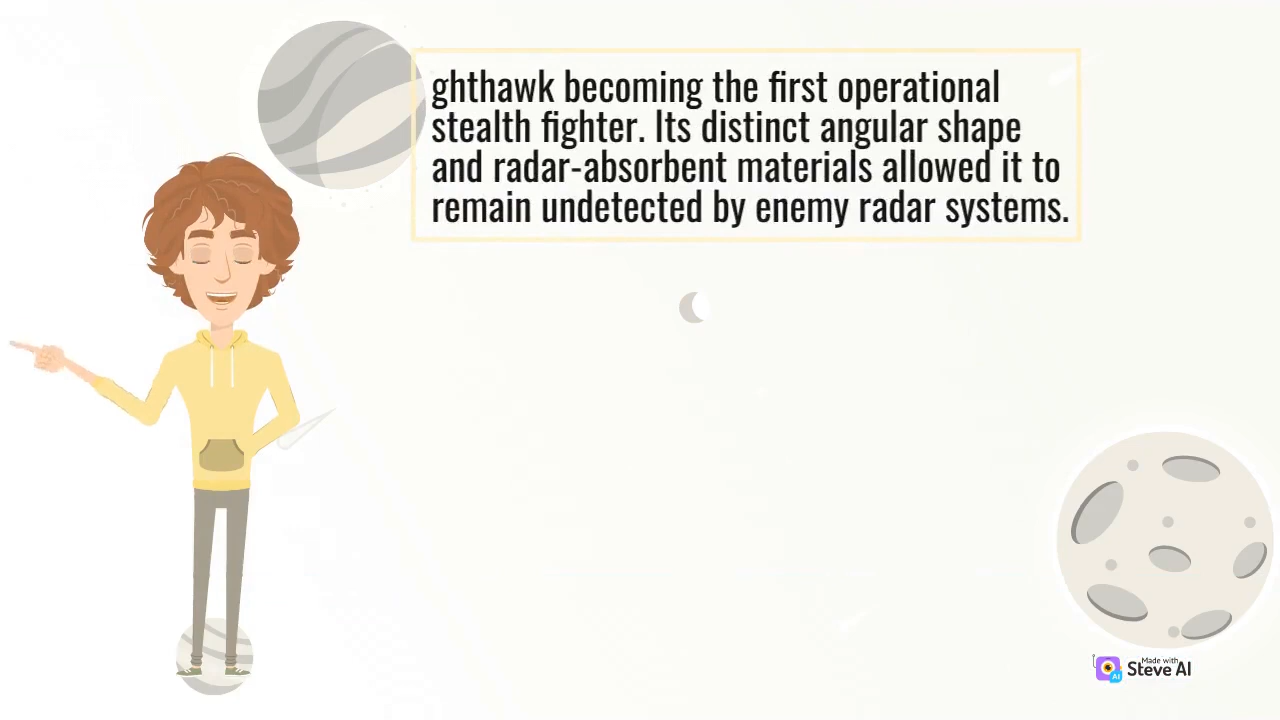 ghthawk becoming the first operational
stealth fighter. Its distinct angular shape
and radar-absorbent materials allowed it to
remain undetected by enemy radar systems.
Made with
Steve AI
AI